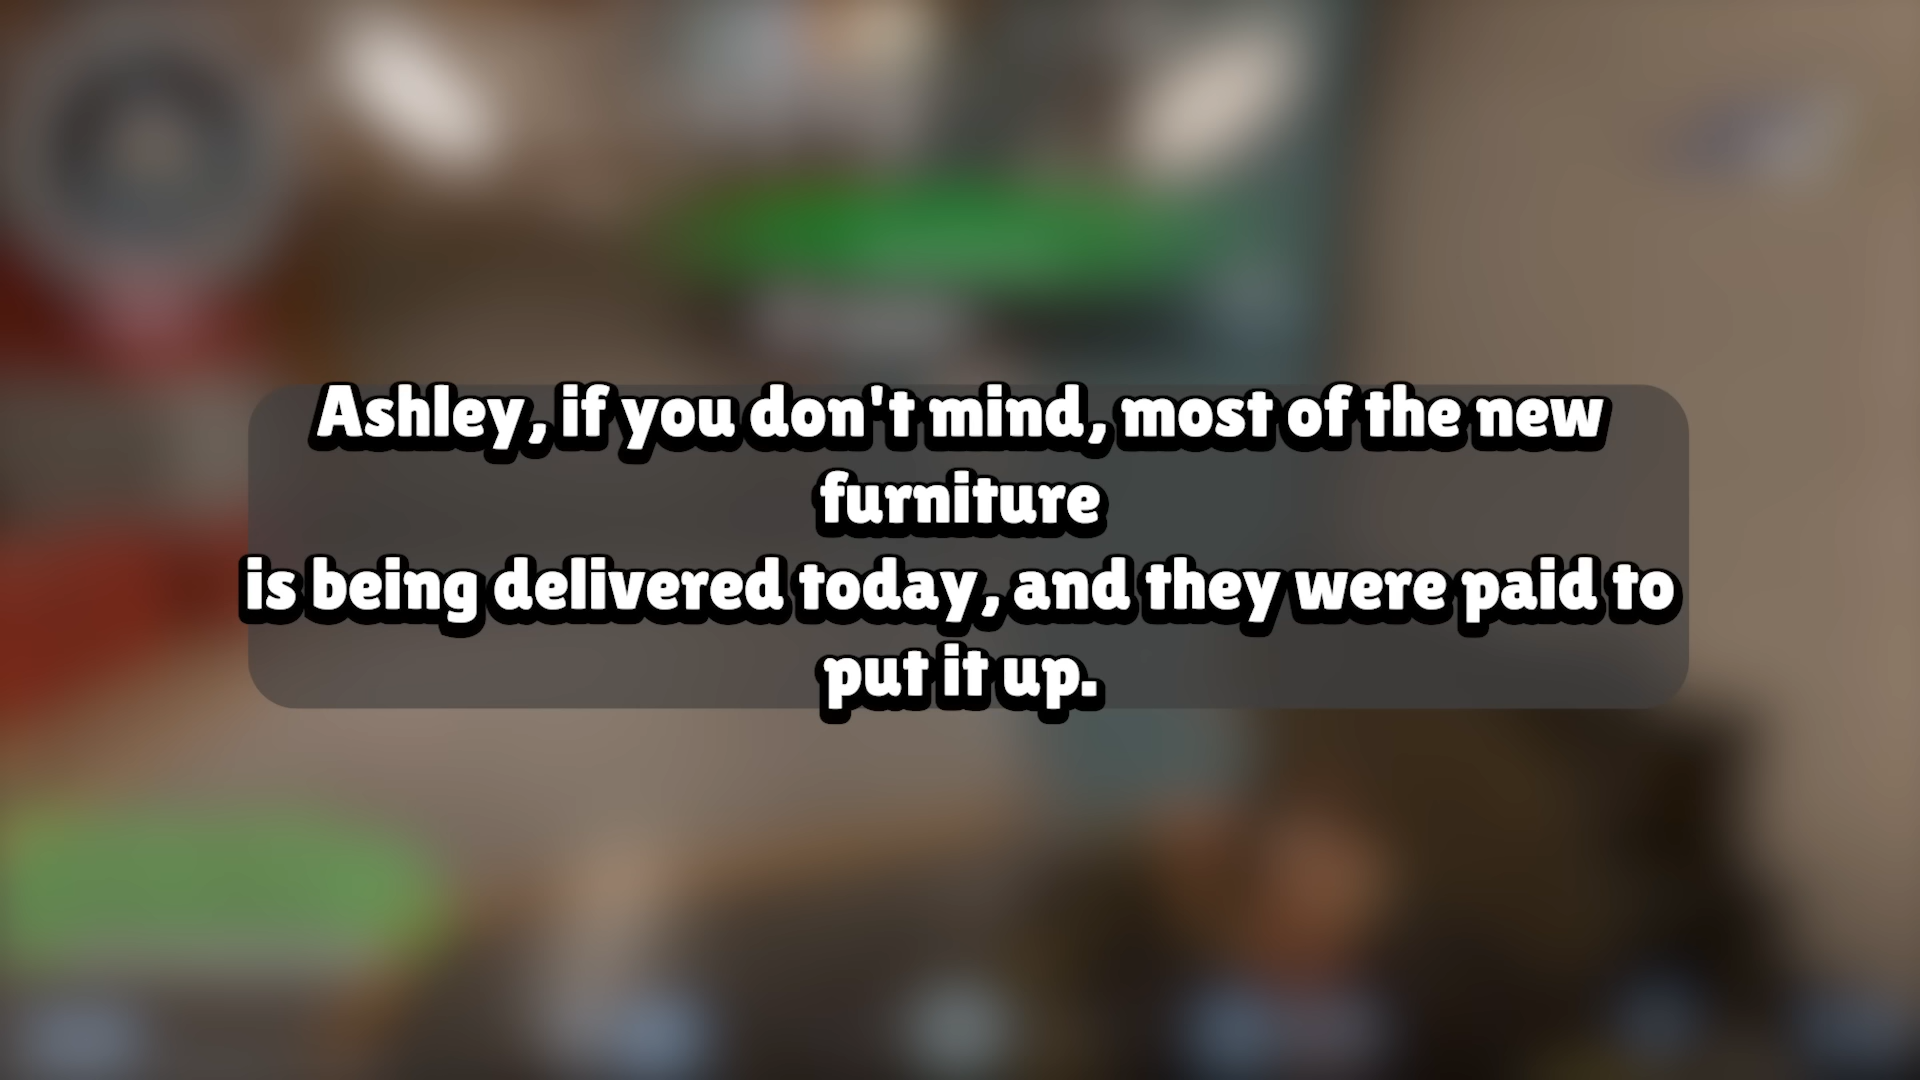 Ashley, if you don't mind, most of the new
furniture
is being delivered today, and they were paid to
put it up.